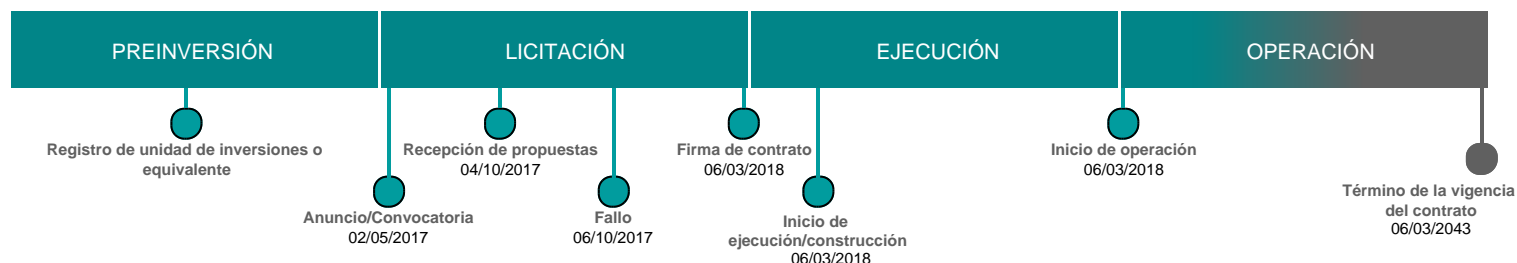 PREINVERSIÓN
LICITACIÓN
EJECUCIÓN
OPERACIÓN
Registro de unidad de inversiones o
equivalente
Anuncio/Convocatoria
02/05/2017
Recepción de propuestas
04/10/2017
Fallo
06/10/2017
Firma de contrato
06/03/2018
Inicio de
ejecución/construcción
06/03/2018
Inicio de operación
06/03/2018
Término de la vigencia
del contrato
06/03/2043